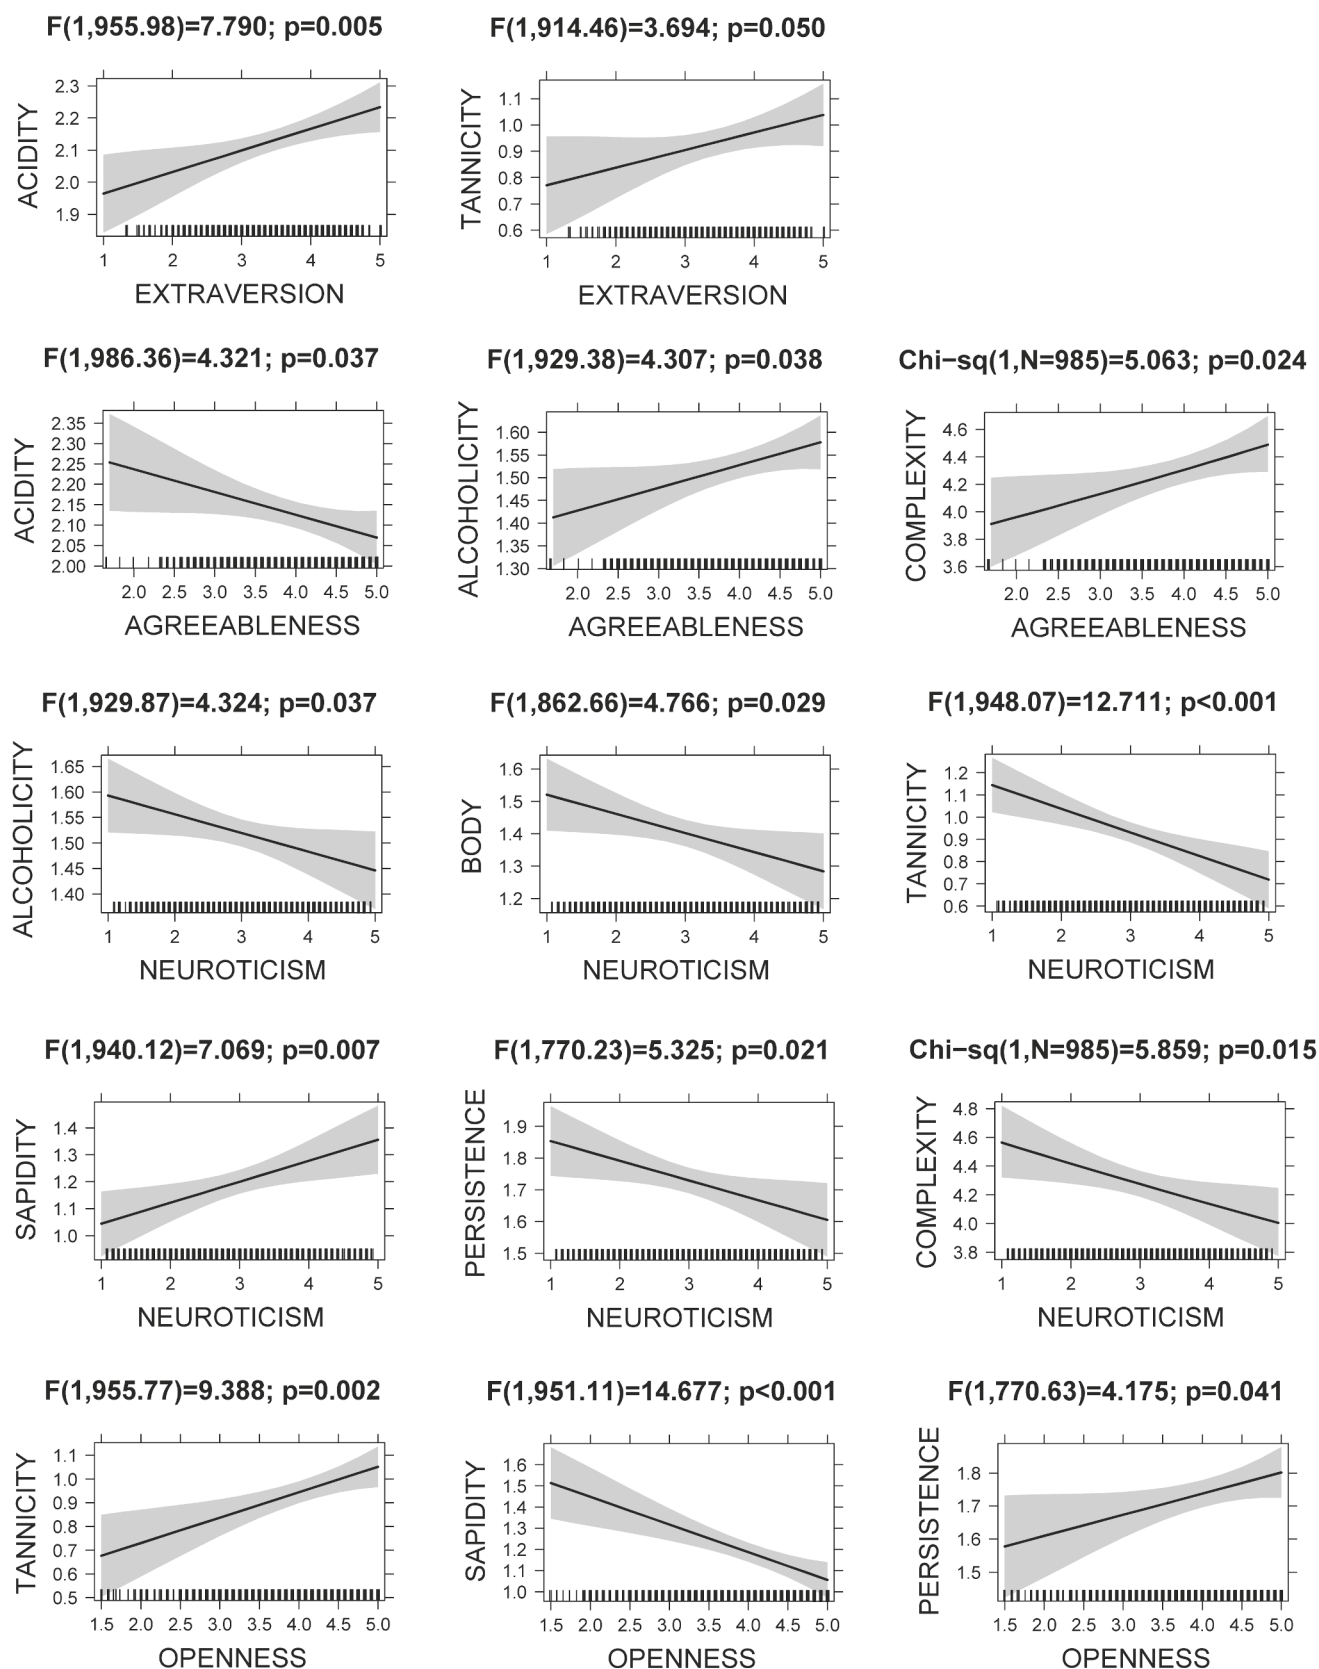 F(1,955.98)=7.790; p=0.005
ACIDITY
2.3
2.2
2.1
2.0
1.9
1 2 3 4 5
EXTRAVERSION
F(1,914.46)=3.694; p=0.050
TANNICITY
1.1
1.0
0.9
0.8
0.7
0.6
1 2 3 4 5
EXTRAVERSION
F(1,986.36)=4.321; p=0.037
ACIDITY
2.35
2.30
2.25
2.20
2.15
2.10
2.05
2.00
2.0 2.5 3.0 3.5 4.0 4.5 5.0
AGREEABLENESS
F(1,929.38)=4.307; p=0.038
ALCOHOLICITY
1.60
1.55
1.50
1.45
1.40
1.35
1.30
2.0 2.5 3.0 3.5 4.0 4.5 5.0
AGREEABLENESS
Chi−sq(1,N=985)=5.063; p=0.024
COMPLEXITY
4.6
4.4
4.2
4.0
3.8
3.6
2.0 2.5 3.0 3.5 4.0 4.5 5.0
AGREEABLENESS
F(1,929.87)=4.324; p=0.037
ALCOHOLICITY
1.65
1.60
1.55
1.50
1.45
1.40
1 2 3 4 5
NEUROTICISM
F(1,862.66)=4.766; p=0.029
BODY
1.6
1.5
1.4
1.3
1.2
1 2 3 4 5
NEUROTICISM
F(1,948.07)=12.711; p<0.001
TANNICITY
1.2
1.1
1.0
0.9
0.8
0.7
0.6
1 2 3 4 5
NEUROTICISM
F(1,940.12)=7.069; p=0.007
SAPIDITY
1.4
1.3
1.2
1.1
1.0
1 2 3 4 5
NEUROTICISM
F(1,770.23)=5.325; p=0.021
PERSISTENCE
1.9
1.8
1.7
1.6
1.5
1 2 3 4 5
NEUROTICISM
Chi−sq(1,N=985)=5.859; p=0.015
COMPLEXITY
4.8
4.6
4.4
4.2
4.0
3.8
1 2 3 4 5
NEUROTICISM
F(1,955.77)=9.388; p=0.002
TANNICITY
1.1
1.0
0.9
0.8
0.7
0.6
0.5
1.5 2.0 2.5 3.0 3.5 4.0 4.5 5.0
OPENNESS
F(1,951.11)=14.677; p<0.001
SAPIDITY
1.6
1.5
1.4
1.3
1.2
1.1
1.0
1.5 2.0 2.5 3.0 3.5 4.0 4.5 5.0
OPENNESS
F(1,770.63)=4.175; p=0.041
PERSISTENCE
1.8
1.7
1.6
1.5
1.5 2.0 2.5 3.0 3.5 4.0 4.5 5.0
OPENNESS